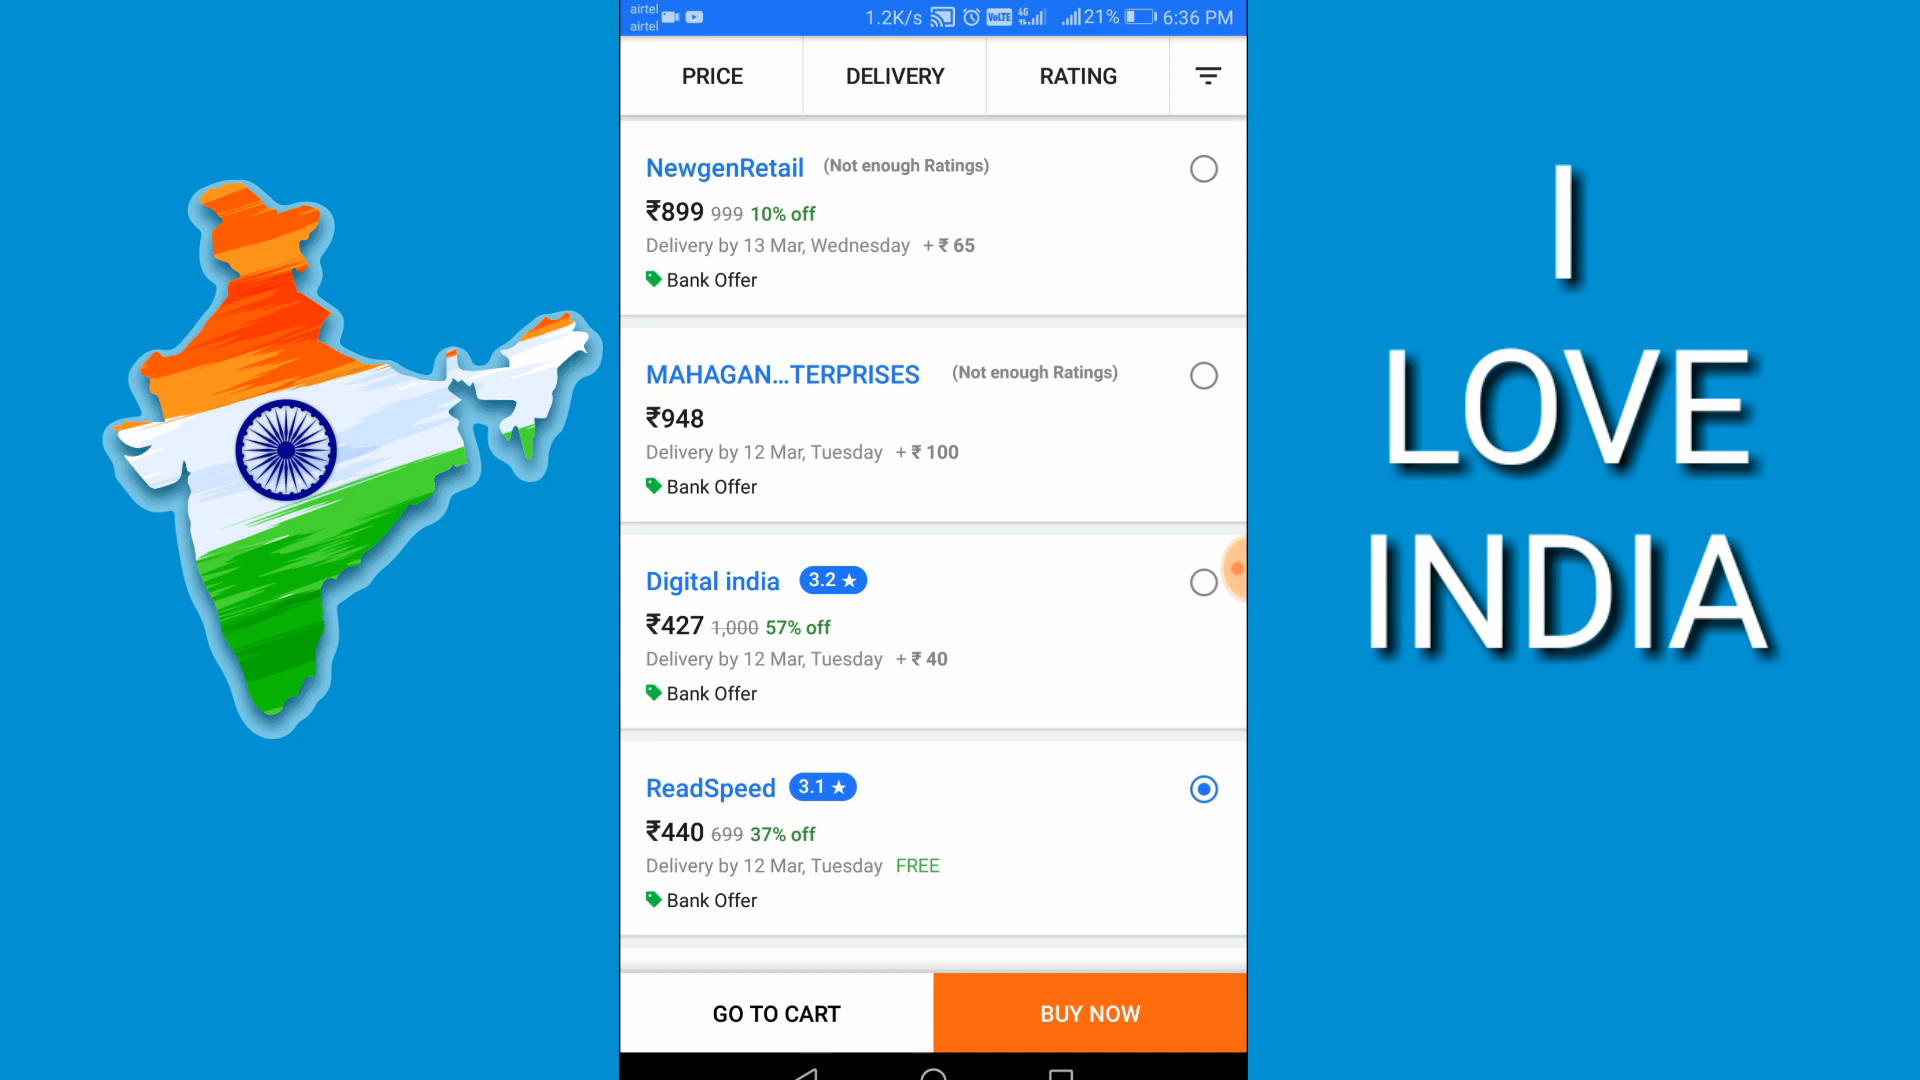 airtel
airtel
1.2K/s VoLTE 4G 21% 6:36 PM
PRICE DELIVERY RATING
NewgenRetail (Not enough Ratings)
₹899 999 10% off
Delivery by 13 Mar, Wednesday + ₹ 65
Bank Offer
MAHAGAN...TERPRISES (Not enough Ratings)
₹948
Delivery by 12 Mar, Tuesday + ₹ 100
Bank Offer
Digital india 3.2 ★
₹427 1,000 57% off
Delivery by 12 Mar, Tuesday + ₹ 40
Bank Offer
ReadSpeed 3.1 ★
₹440 699 37% off
Delivery by 12 Mar, Tuesday FREE
Bank Offer
GO TO CART BUY NOW
I
LOVE
INDIA